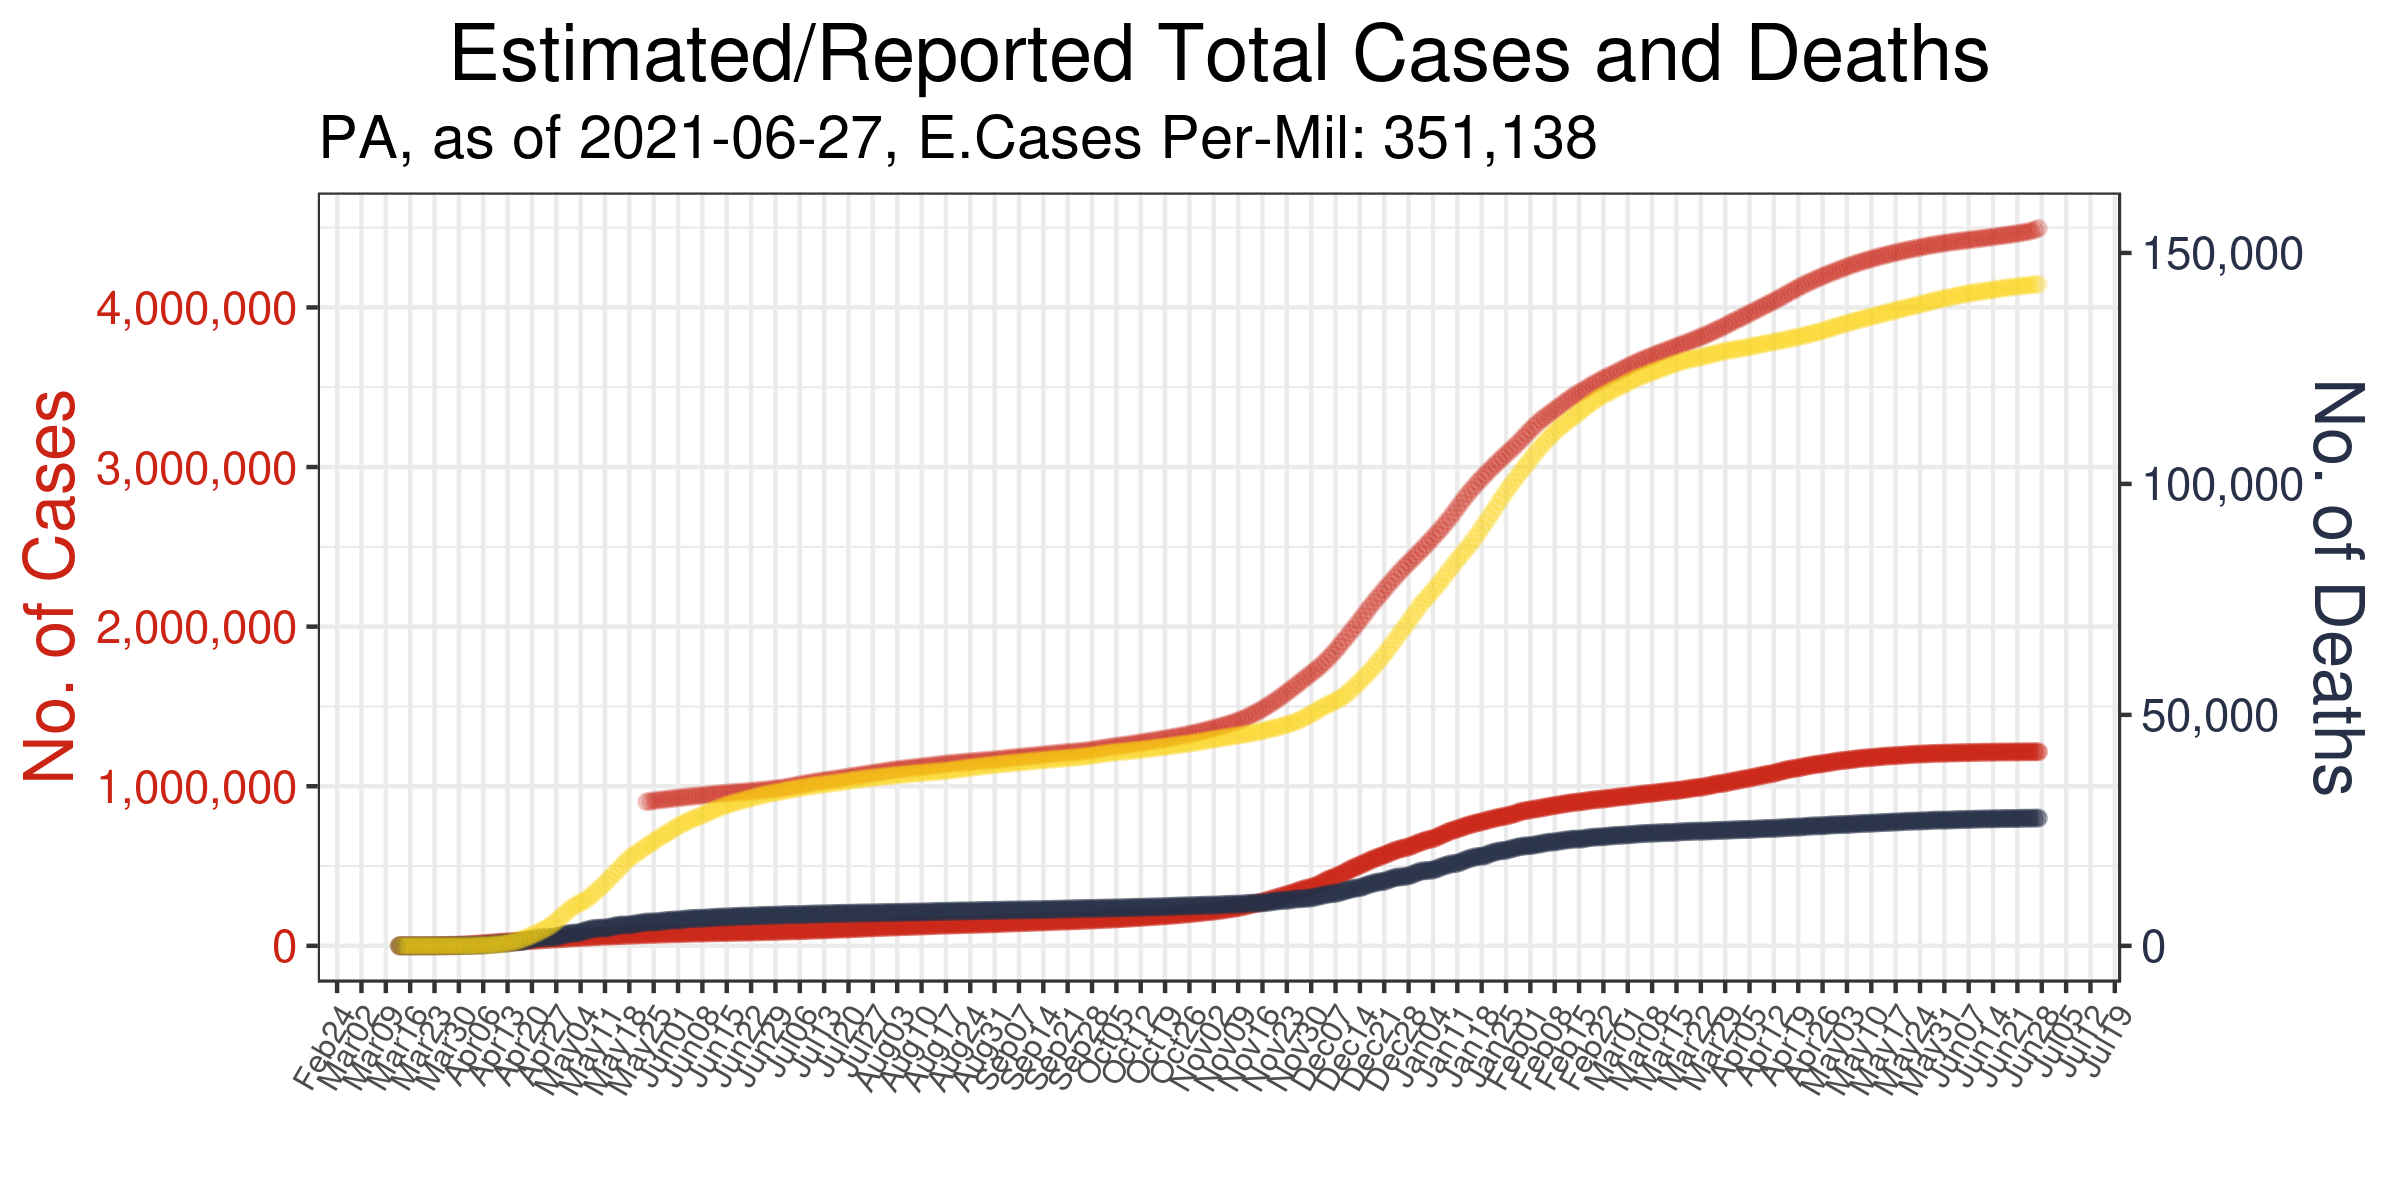 Estimated/Reported Total Cases and Deaths
PA, as of 2021-06-27, E.Cases Per-Mil: 351,138
No. of Cases
4,000,000
3,000,000
2,000,000
1,000,000
0
150,000
100,000
50,000
0
No. of Deaths
Feb24
Mar02
Mar09
Mar16
Mar23
Mar30
Apr06
Apr13
Apr20
Apr27
May04
May11
May18
May25
Jun01
Jun08
Jun15
Jun22
Jun29
Jul06
Jul13
Jul20
Jul27
Aug03
Aug10
Aug17
Aug24
Aug31
Sep07
Sep14
Sep21
Sep28
Oct05
Oct12
Oct19
Oct26
Nov02
Nov09
Nov16
Nov23
Nov30
Dec07
Dec14
Dec21
Dec28
Jan04
Jan11
Jan18
Jan25
Feb01
Feb08
Feb15
Feb22
Mar01
Mar08
Mar15
Mar22
Mar29
Apr05
Apr12
Apr19
Apr26
May03
May10
May17
May24
May31
Jun07
Jun14
Jun21
Jun28
Jul05
Jul12
Jul19